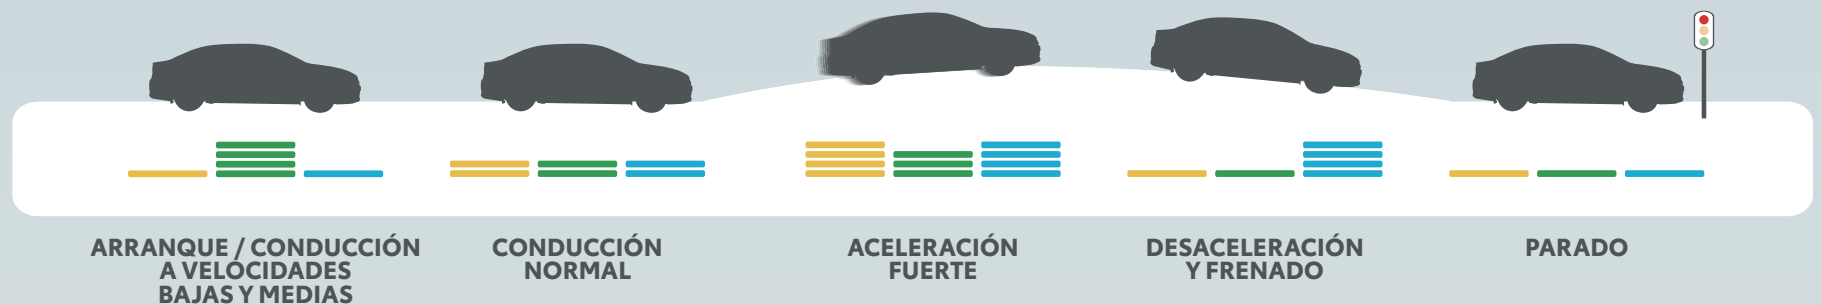 ARRANQUE / CONDUCCIÓN
A VELOCIDADES
BAJAS Y MEDIAS
CONDUCCIÓN
NORMAL
ACELERACIÓN
FUERTE
DESACELERACIÓN
Y FRENADO
PARADO